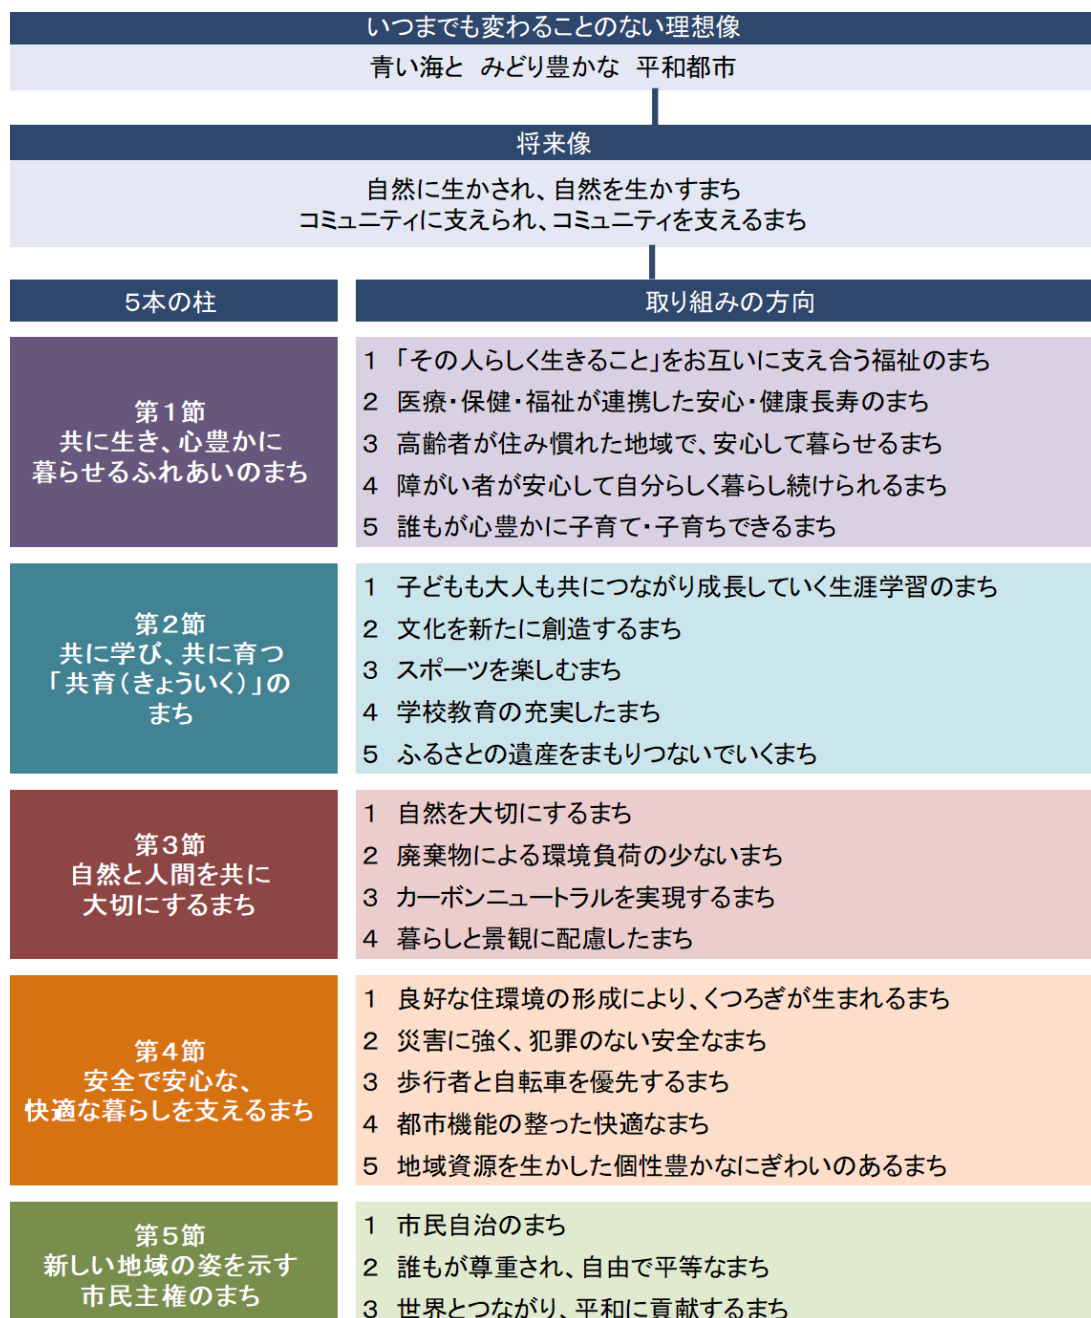 いつまでも変わることのない理想像
青い海と みどり豊かな 平和都市
将来像
自然に生かされ、自然を生かすまち
コミュニティに支えられ、コミュニティを支えるまち
5本の柱
取り組みの方向
第1節
共に生き、心豊かに
暮らせるふれあいのまち
1 「その人らしく生きること」をお互いに支え合う福祉のまち
2 医療・保健・福祉が連携した安心・健康長寿のまち
3 高齢者が住み慣れた地域で、安心して暮らせるまち
4 障がい者が安心して自分らしく暮らし続けられるまち
5 誰もが心豊かに子育て・子育ちできるまち
第2節
共に学び、共に育つ
「共育(きょういく)」の
まち
1 子どもも大人も共につながり成長していく生涯学習のまち
2 文化を新たに創造するまち
3 スポーツを楽しむまち
4 学校教育の充実したまち
5 ふるさとの遺産をまもりつないでいくまち
第3節
自然と人間を共に
大切にするまち
1 自然を大切にするまち
2 廃棄物による環境負荷の少ないまち
3 カーボンニュートラルを実現するまち
4 暮らしと景観に配慮したまち
第4節
安全で安心な、
快適な暮らしを支えるまち
1 良好な住環境の形成により、くつろぎが生まれるまち
2 災害に強く、犯罪のない安全なまち
3 歩行者と自転車を優先するまち
4 都市機能の整った快適なまち
5 地域資源を生かした個性豊かなにぎわいのあるまち
第5節
新しい地域の姿を示す
市民主権のまち
1 市民自治のまち
2 誰もが尊重され、自由で平等なまち
3 世界とつながり、平和に貢献するまち